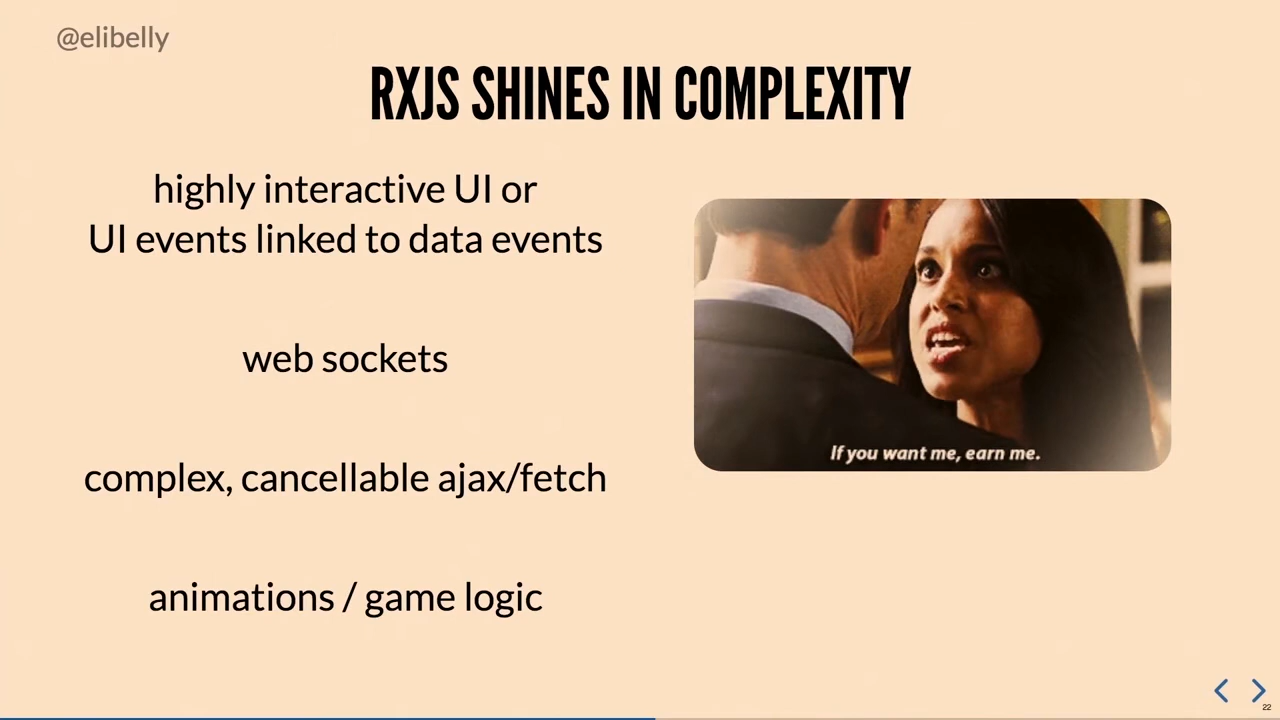 @elibelly
RXJS SHINES IN COMPLEXITY
highly interactive UI or
UI events linked to data events
web sockets
complex, cancellable ajax/fetch
animations / game logic
If you want me, earn me.
22